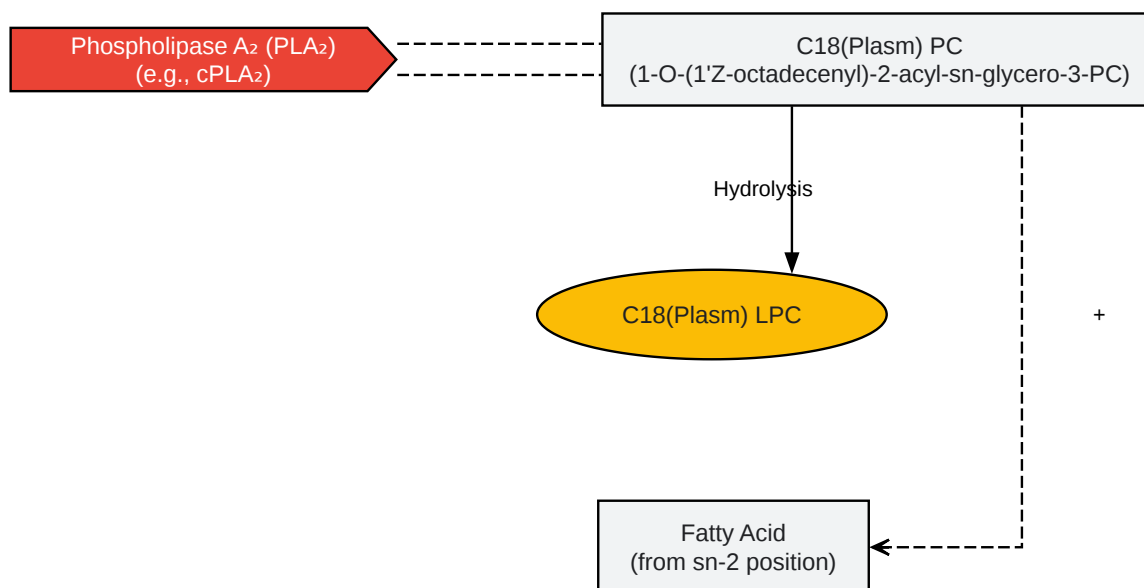 Phospholipase A₂ (PLA₂)
(e.g., cPLA₂)
C18(Plasm) PC
(1-O-(1'Z-octadecenyl)-2-acyl-sn-glycero-3-PC)
Hydrolysis
C18(Plasm) LPC
+
Fatty Acid
(from sn-2 position)